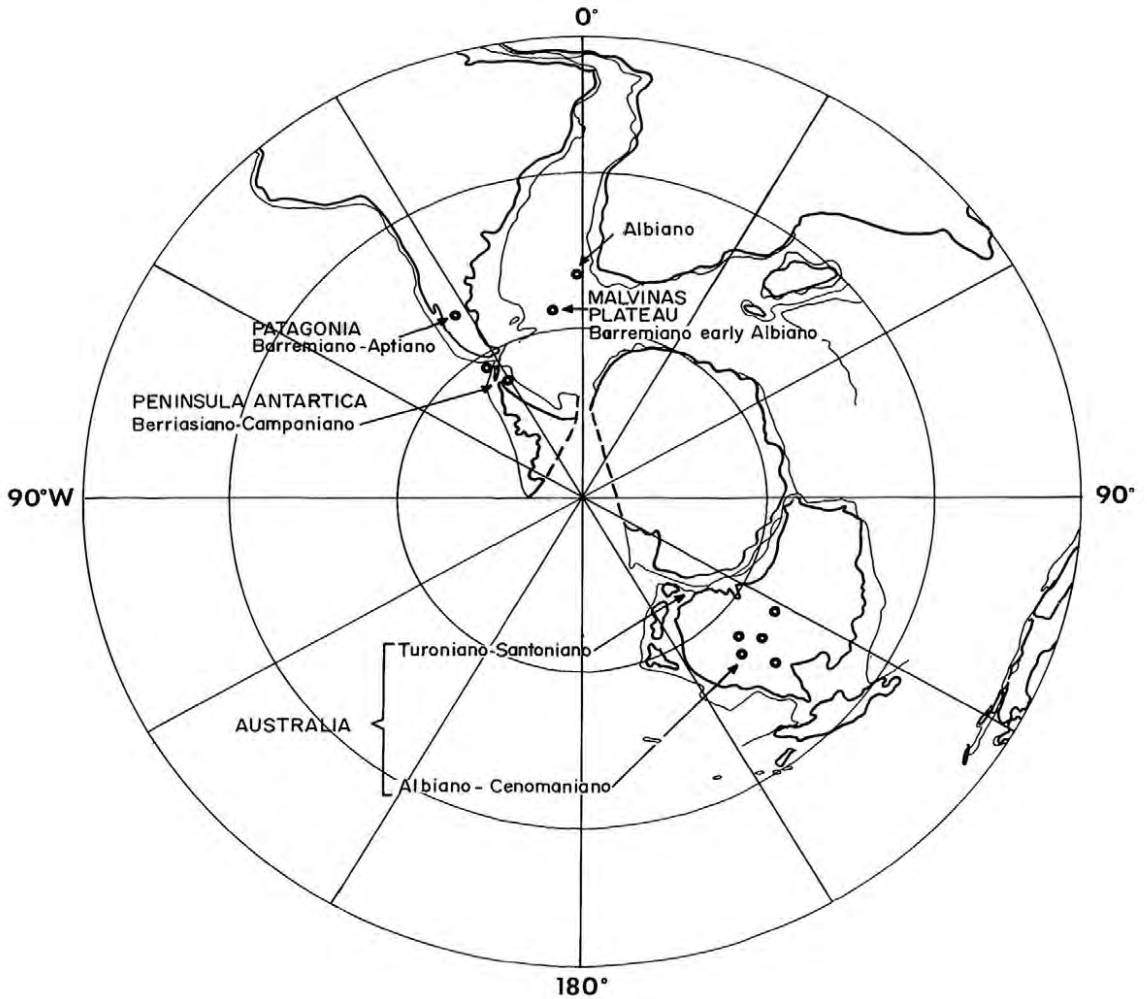 0°
Albiano
MALVINAS
PLATEAU
Barremiano early Albiano
PATAGONIA
Barremiano-Aptiano
PENINSULA ANTARTICA
Berriasiano-Campaniano
90°W
90°
Turoniano-Santoniano
AUSTRALIA
Albiano - Cenomaniano
180°